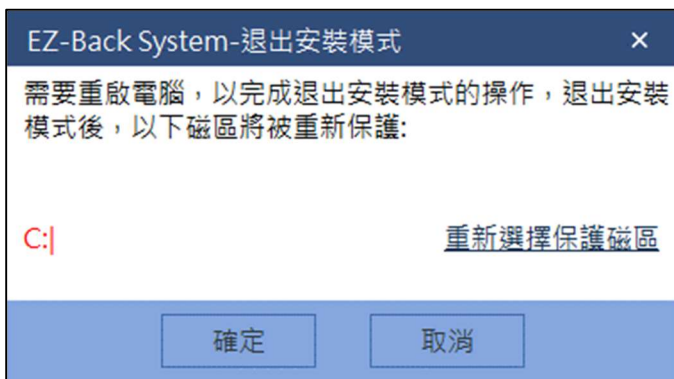 EZ-Back System-退出安裝模式 ×
需要重啟電腦，以完成退出安裝模式的操作，退出安裝
模式後，以下磁區將被重新保護:
C:| 重新選擇保護磁區
確定 取消